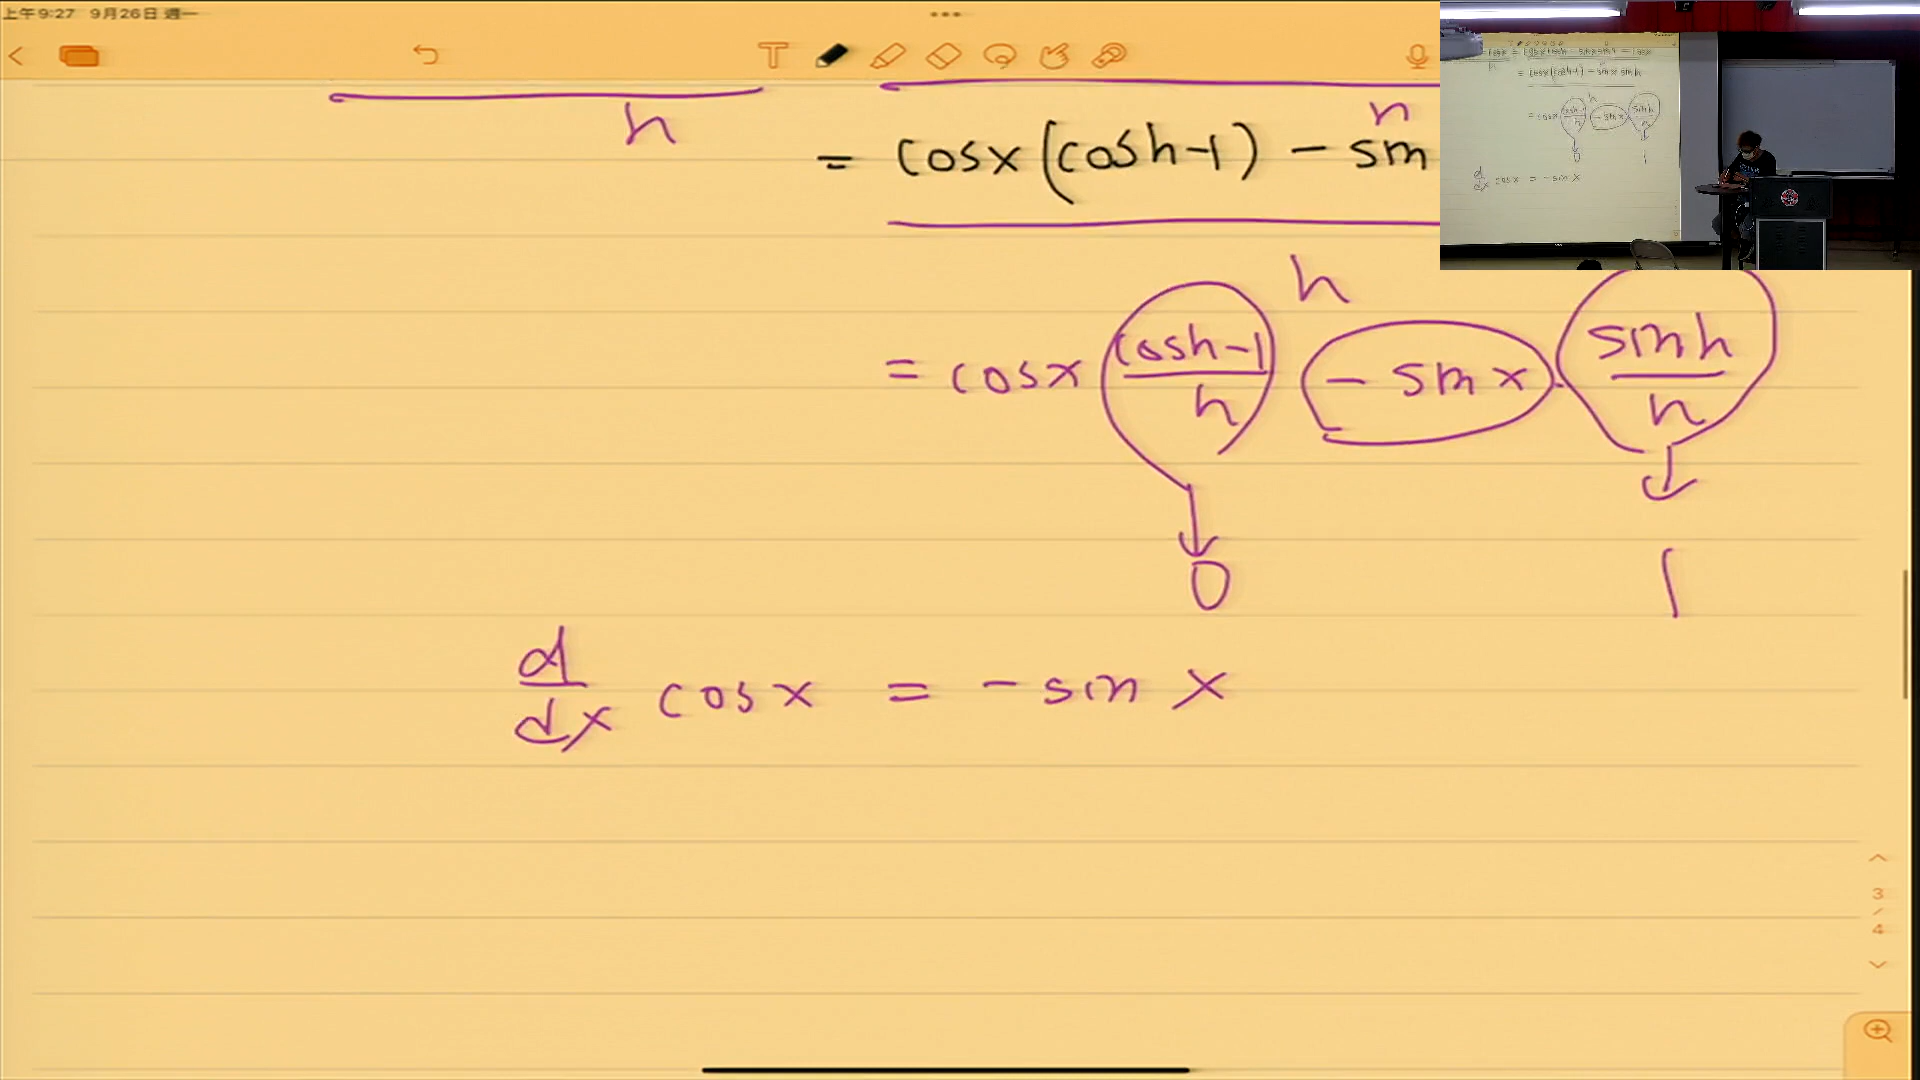 上午9:27 9月26日 週一
h
h
= cosx(cosh-1) - sin
h
= cosx (cosh-1)/h - sinx · sinh/h
0 1
d/dx cosx = - sin x
3/4